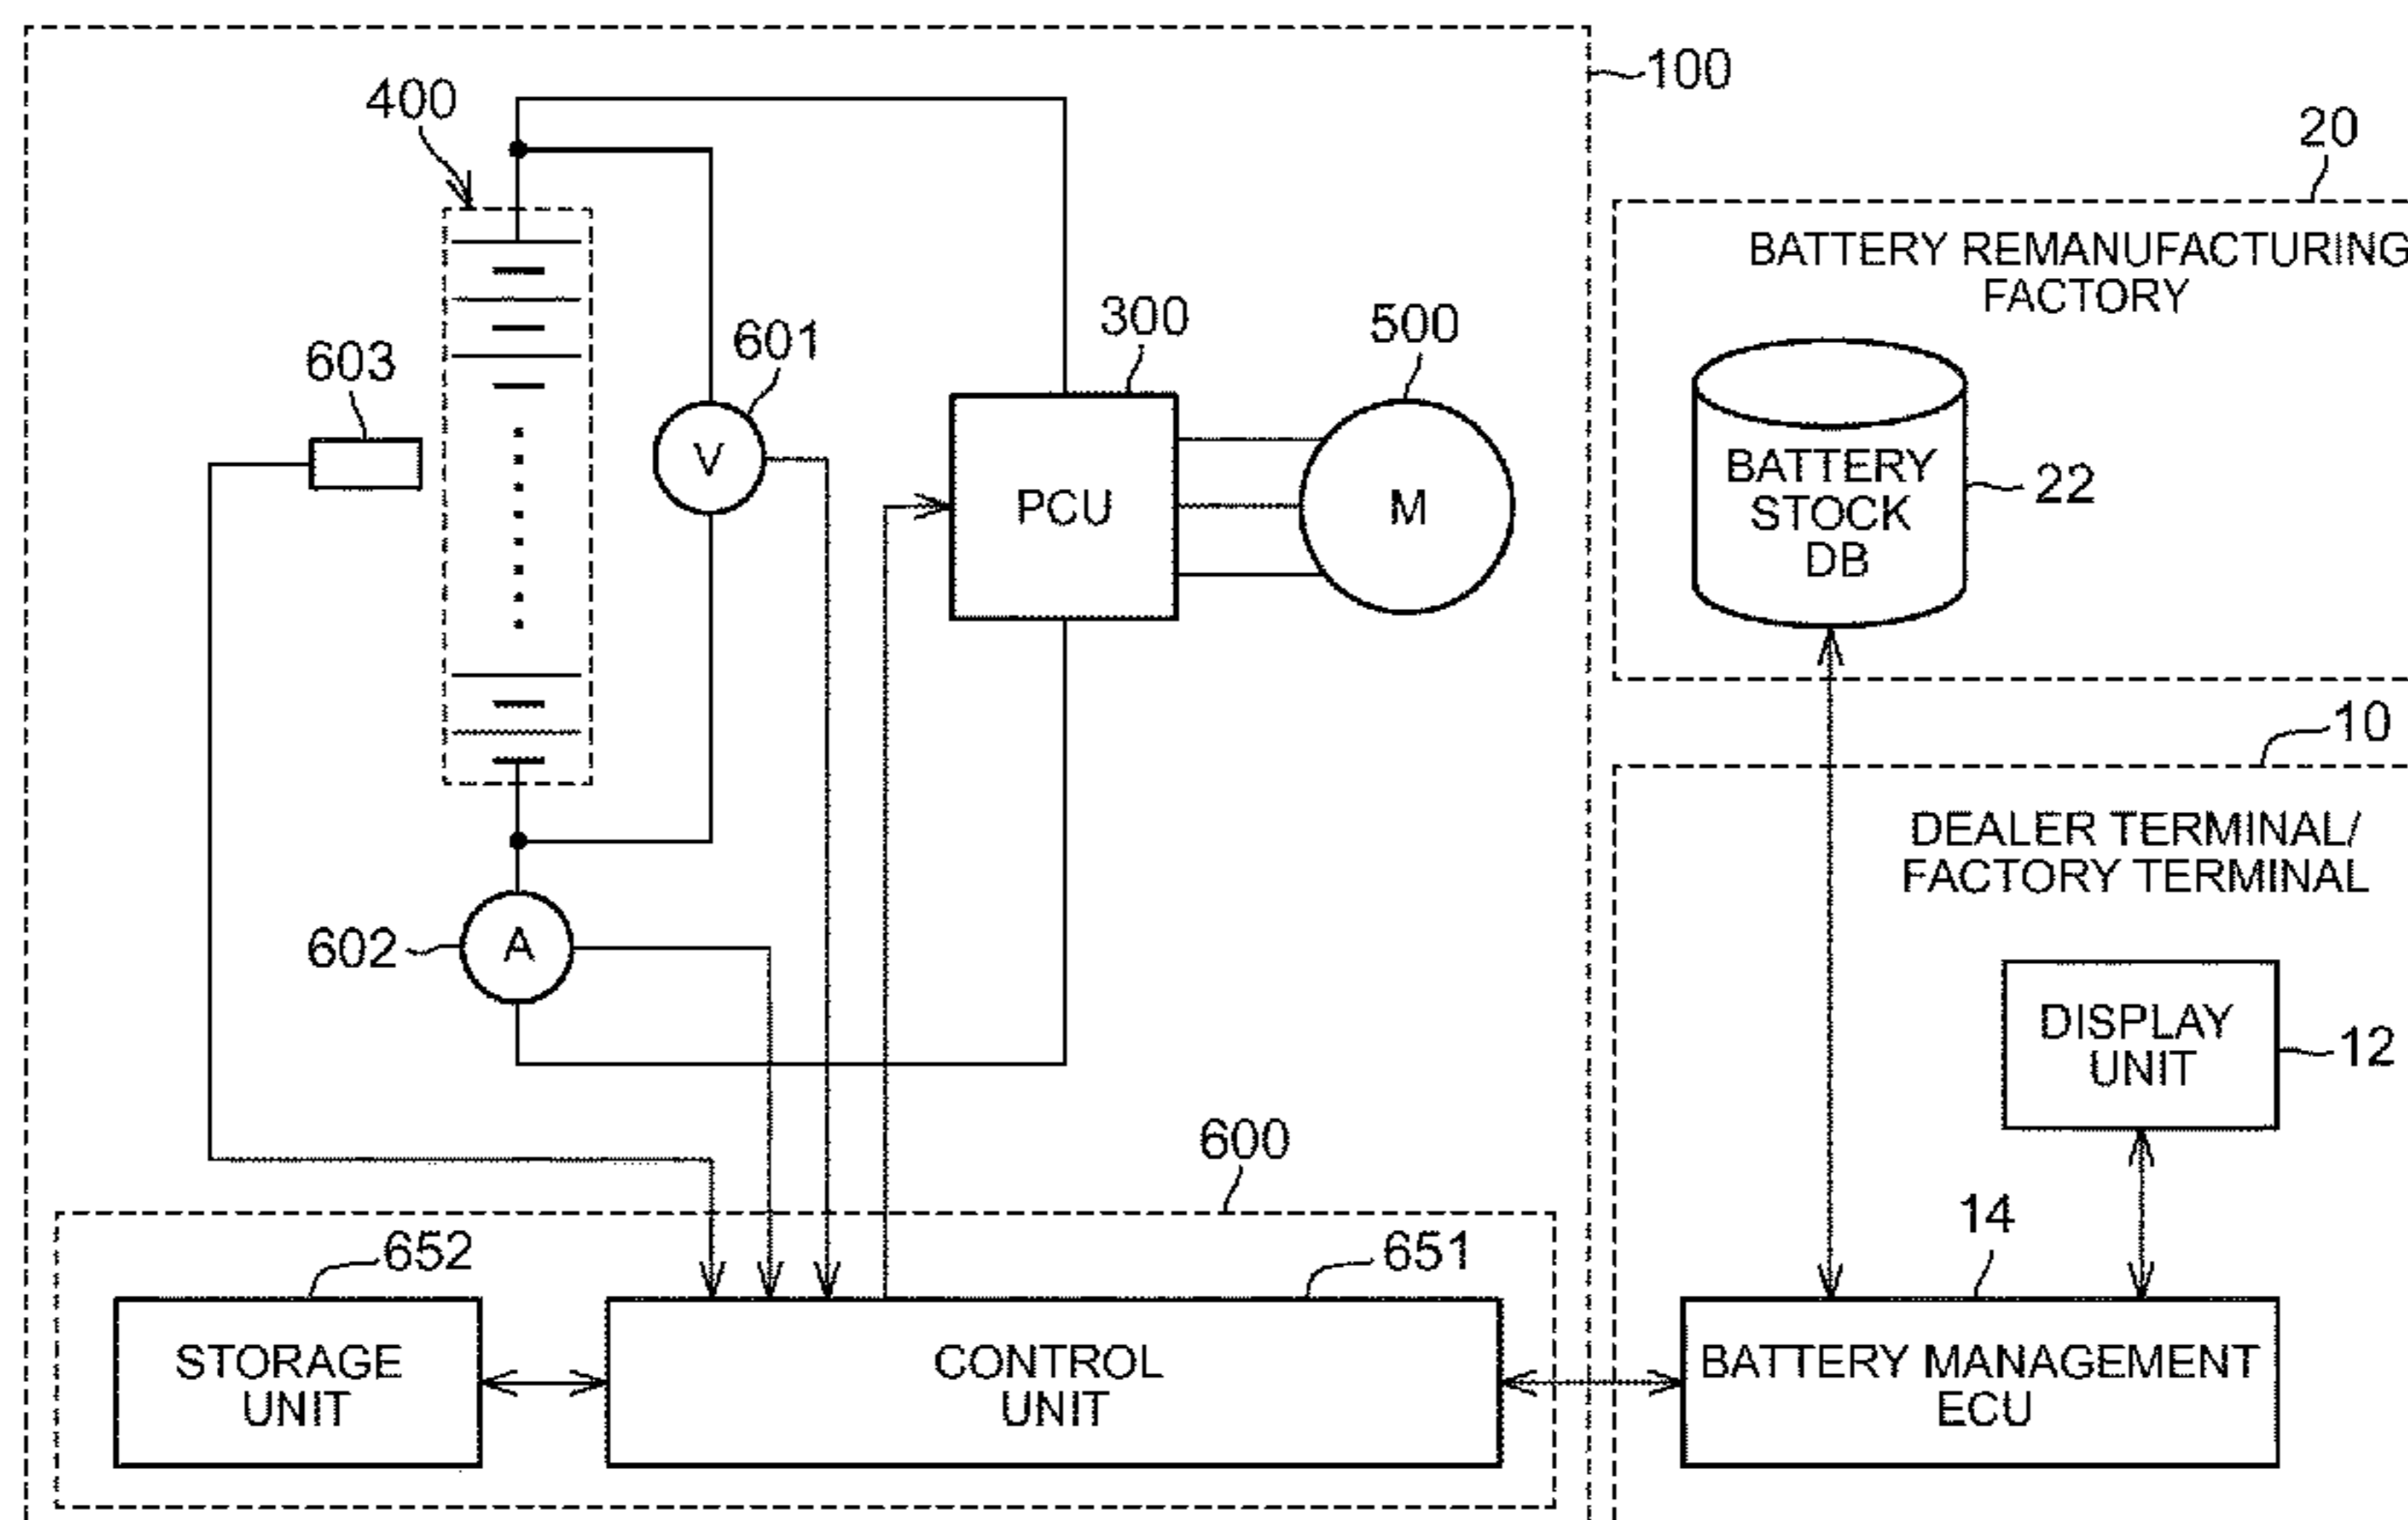 100
400
20
BATTERY REMANUFACTURING
FACTORY
603
601
300
500
V
PCU
M
BATTERY
STOCK
DB
22
10
DEALER TERMINAL/
FACTORY TERMINAL
602
A
DISPLAY
UNIT
12
600
652
651
14
STORAGE
UNIT
CONTROL
UNIT
BATTERY MANAGEMENT
ECU